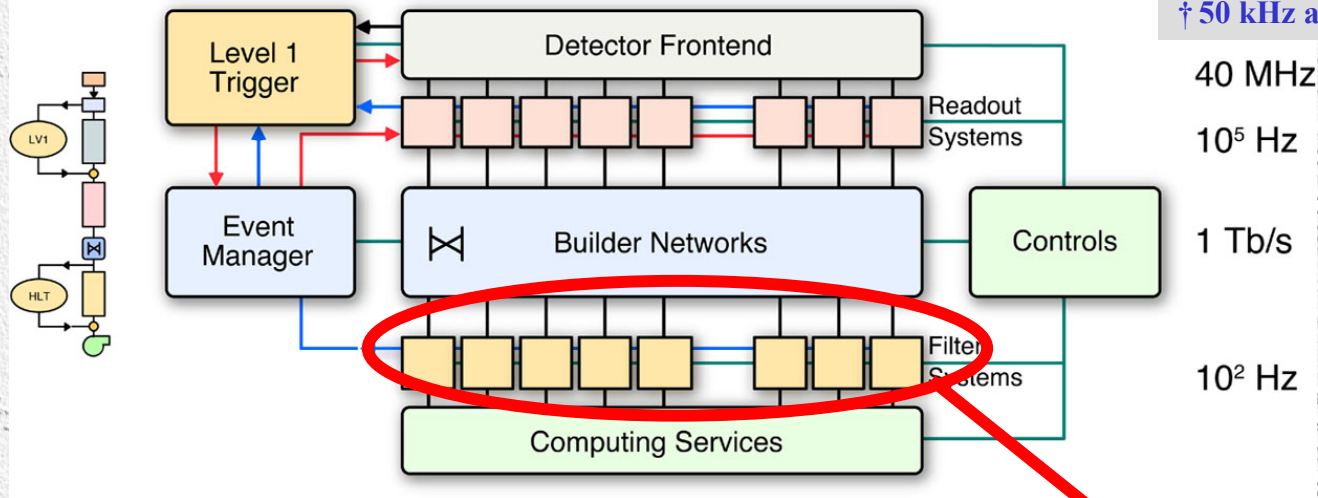 † 50 kHz a
Level 1
Trigger
Detector Frontend
40 MHz
LV1
Readout
Systems
10⁵ Hz
Event
Manager
Builder Networks
Controls
1 Tb/s
HLT
Filter
Systems
10² Hz
Computing Services